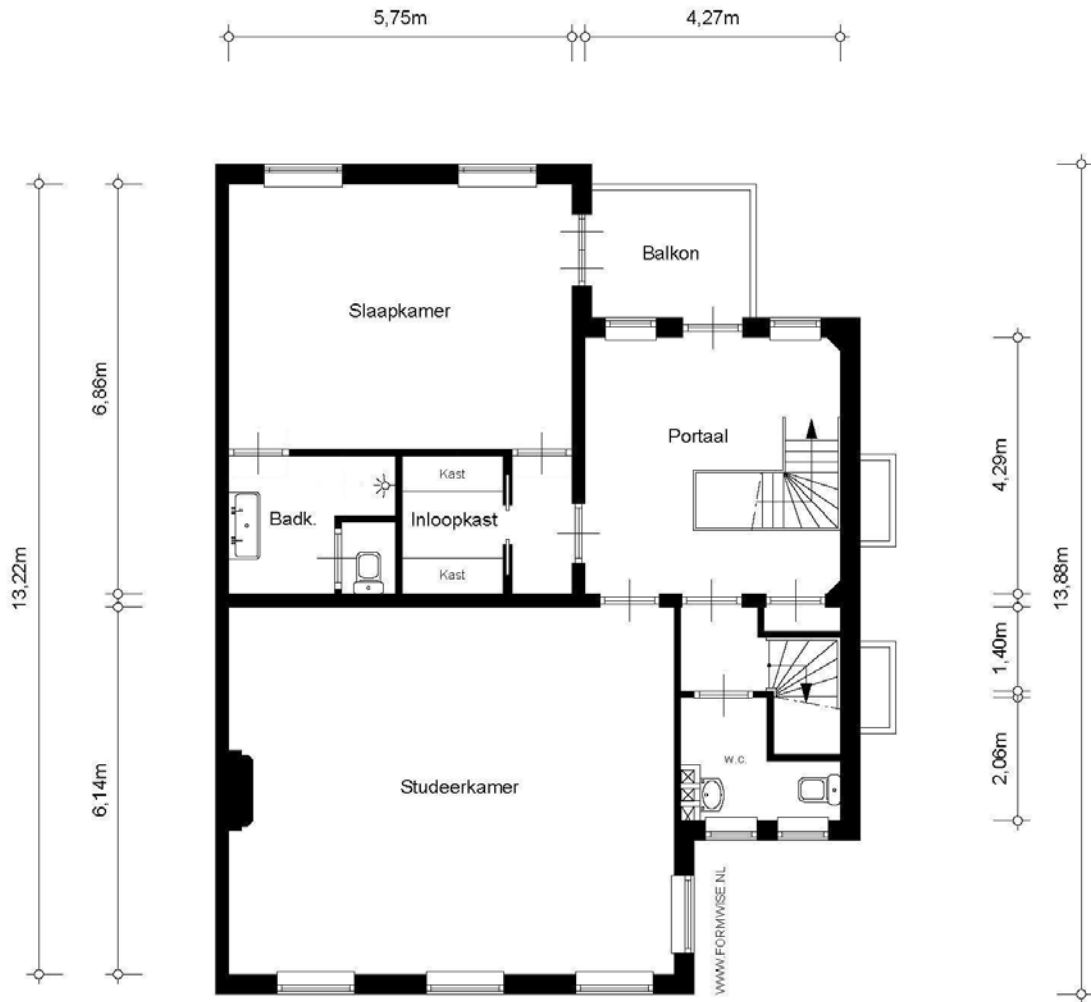 5,75m
4,27m
Balkon
Slaapkamer
6,86m
Portaal
4,29m
Kast
Badk.
Inloopkast
13,22m
13,88m
Kast
1,40m
2,06m
W.C.
Studeerkamer
6,14m
WWW.FORMWISE.NL